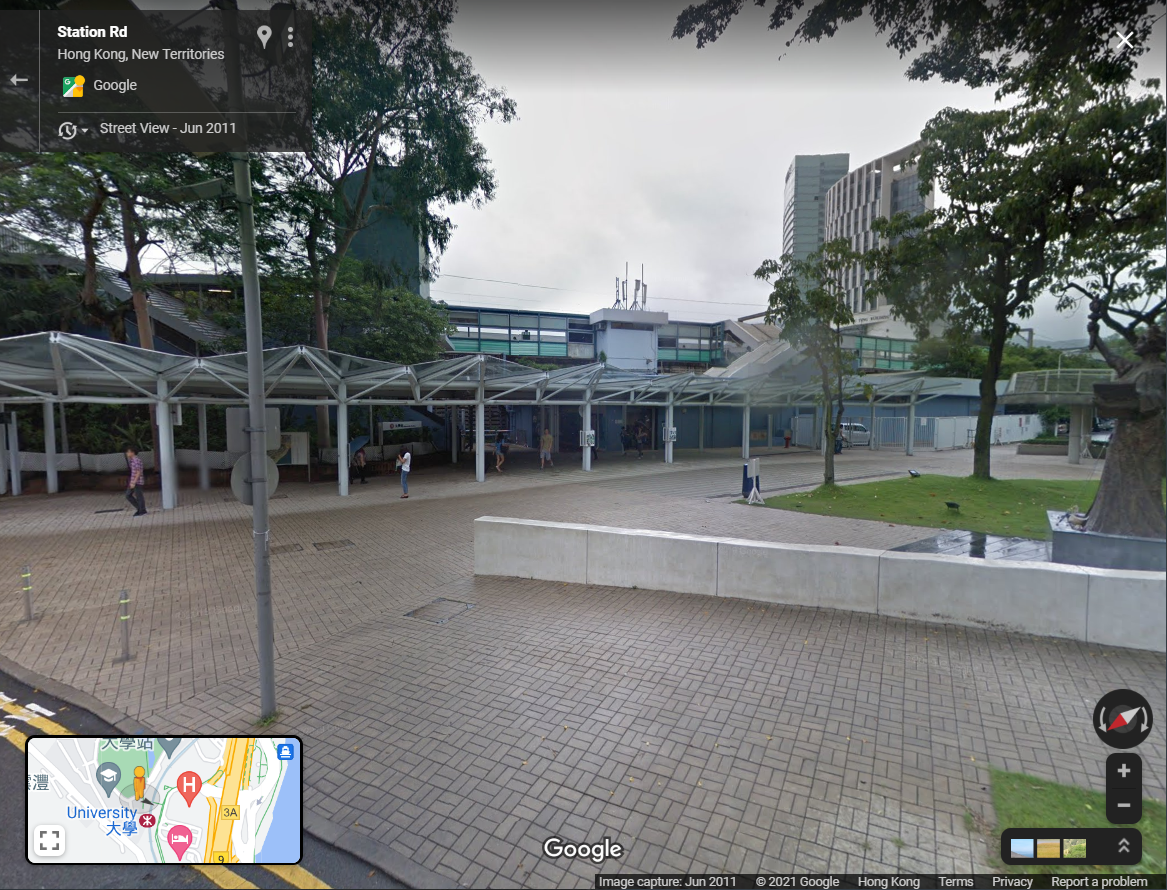 Station Rd
Hong Kong, New Territories
Google
Street View - Jun 2011
大學站
H
University
大學
3A
9
Google
Image capture: Jun 2011 © 2021 Google Hong Kong Terms Privacy Report a problem